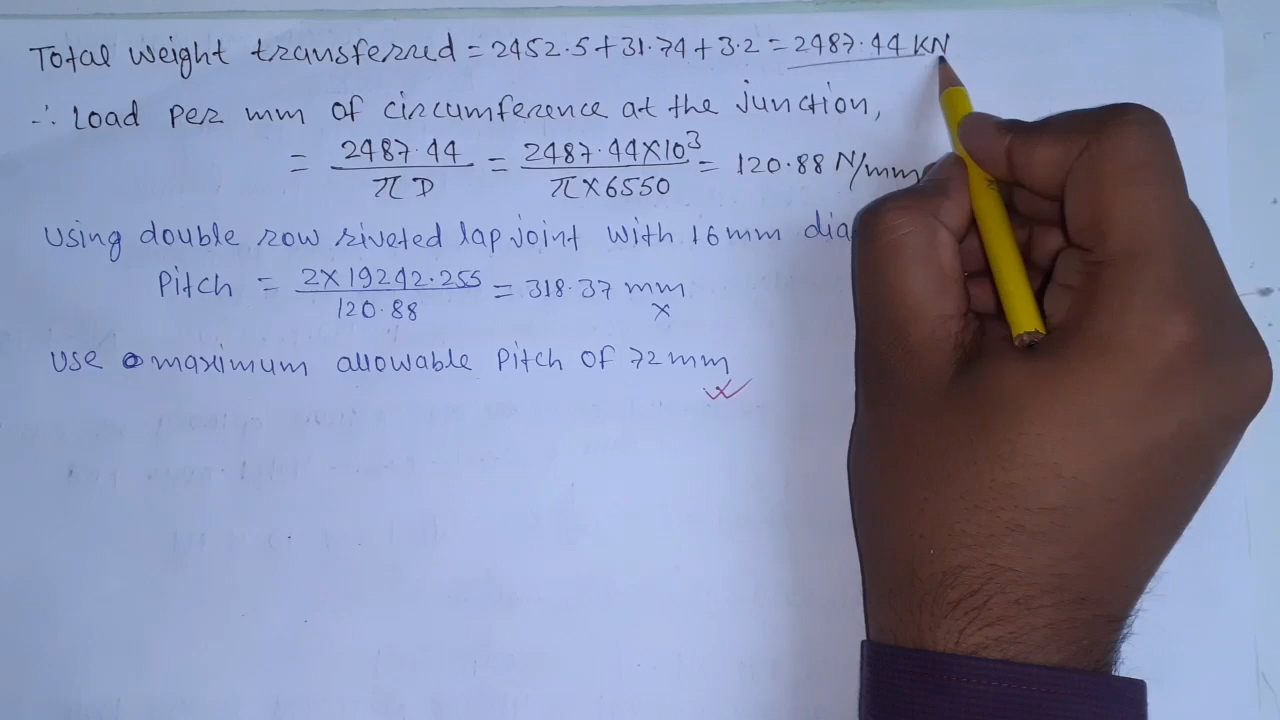 Total weight transferred = 2452.5+31.74+3.2 = 2487.44 KN
∴ Load per mm of circumference at the junction,
= 2487.44 / πD = 2487.44×10³ / π×6550 = 120.88 N/mm
Using double row riveted lap joint with 16mm dia
Pitch = 2×19242.255 / 120.88 = 318.37 mm
x
Use maximum allowable pitch of 72mm